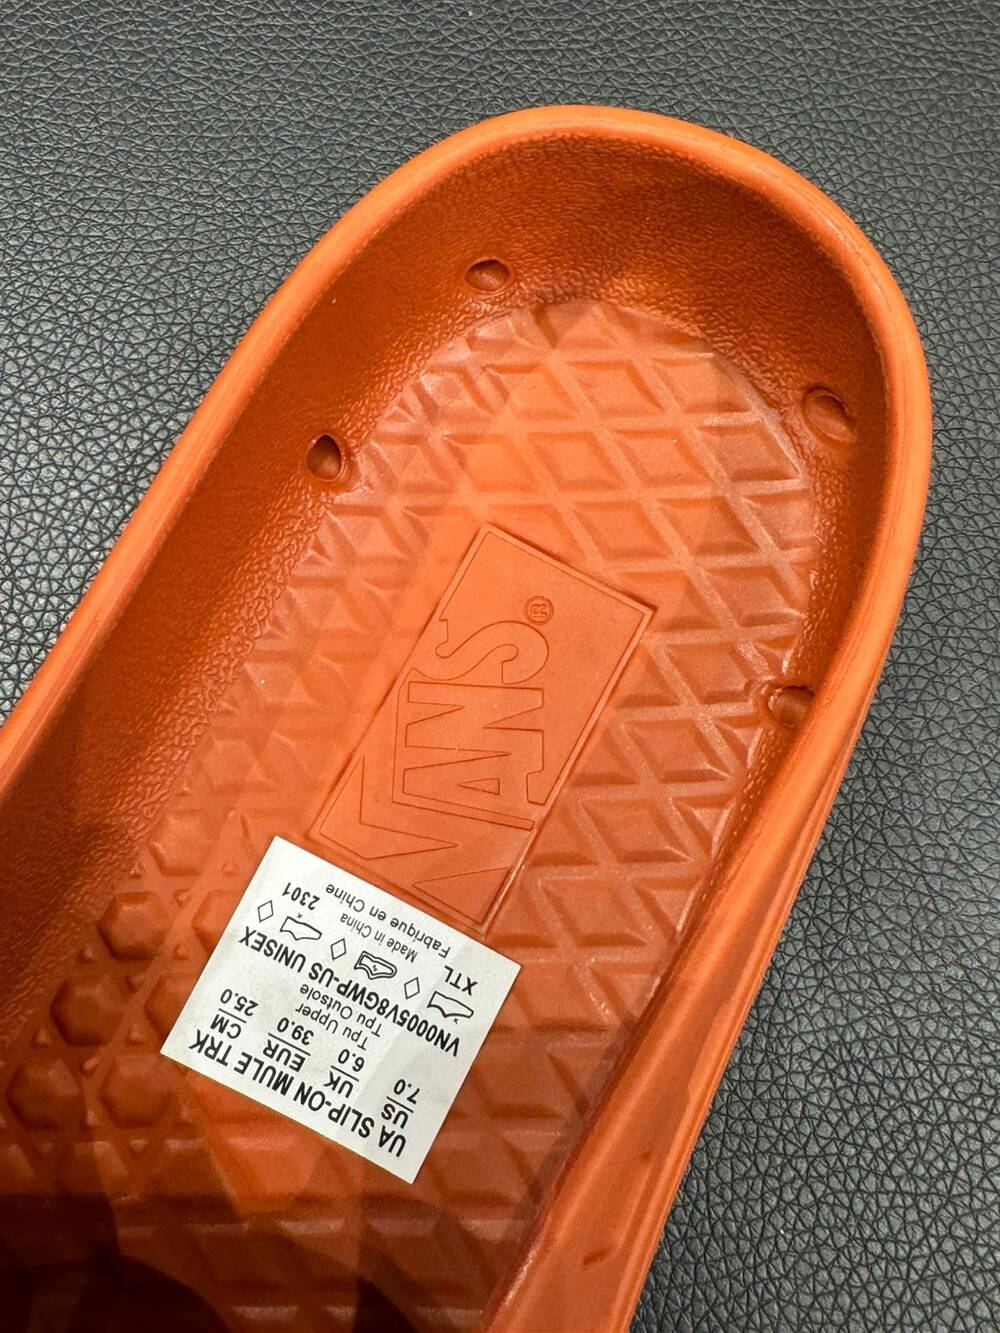 VANS®
UA SLIP-ON MULE TRK
US UK EUR CM
7.0 6.0 39.0 25.0
Tpu Upper
Tpu Outsole
VN0005V8GWP-US UNISEX
XTL
Made in China
Fabrique en Chine
2301